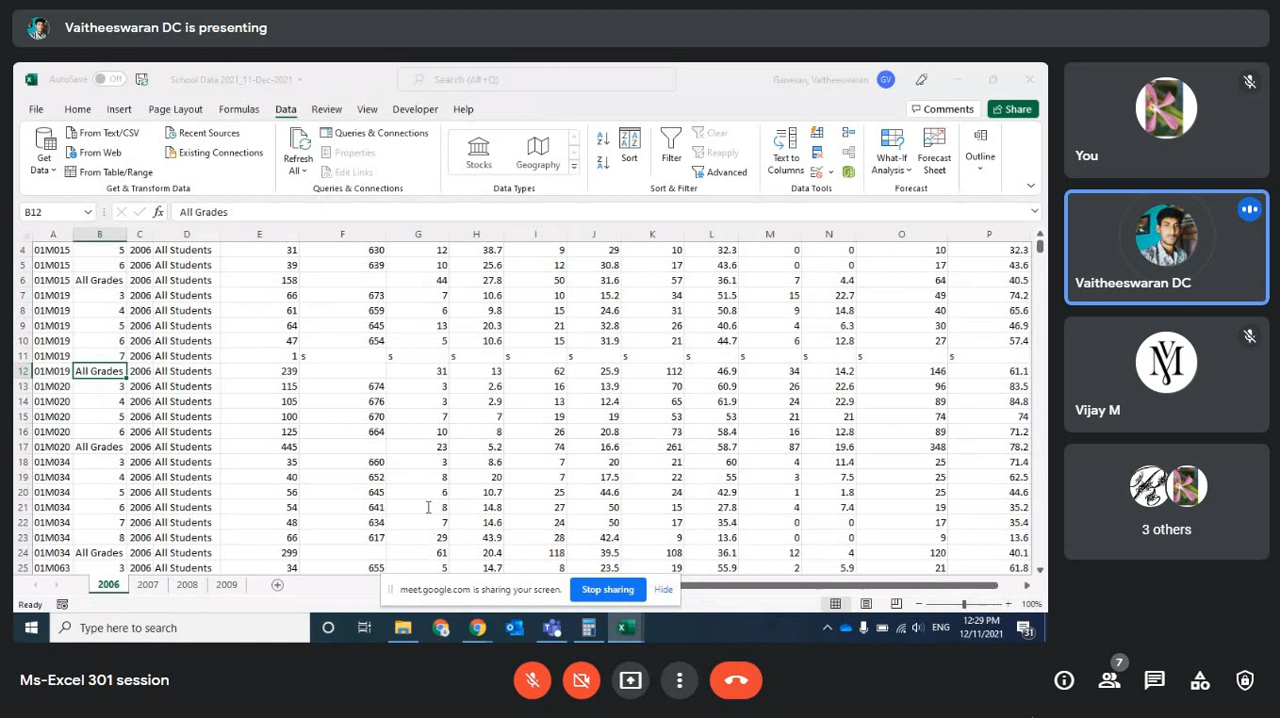 Vaitheeswaran DC is presenting
AutoSave Off School Data 2021_11-Dec-2021 Search (Alt+Q) Ganesan, Vaitheeswaran GV
File Home Insert Page Layout Formulas Data Review View Developer Help Comments Share
From Text/CSV Recent Sources Queries & Connections Clear
From Web Existing Connections Properties Reapply
From Table/Range Edit Links Advanced
Get Data Refresh All Stocks Geography Sort Filter Text to Columns What-If Analysis Forecast Sheet Outline
Get & Transform Data Queries & Connections Data Types Sort & Filter Data Tools Forecast
B12 fx All Grades
A B C D E F G H I J K L M N O P
4 01M015 5 2006 All Students 31 630 12 38.7 9 29 10 32.3 0 0 10 32.3
5 01M015 6 2006 All Students 39 639 10 25.6 12 30.8 17 43.6 0 0 17 43.6
6 01M015 All Grades 2006 All Students 158 44 27.8 50 31.6 57 36.1 7 4.4 64 40.5
7 01M019 3 2006 All Students 66 673 7 10.6 10 15.2 34 51.5 15 22.7 49 74.2
8 01M019 4 2006 All Students 61 659 6 9.8 15 24.6 31 50.8 9 14.8 40 65.6
9 01M019 5 2006 All Students 64 645 13 20.3 21 32.8 26 40.6 4 6.3 30 46.9
10 01M019 6 2006 All Students 47 654 5 10.6 15 31.9 21 44.7 6 12.8 27 57.4
11 01M019 7 2006 All Students 1 s s s s s s s s s s s
12 01M019 All Grades 2006 All Students 239 31 13 62 25.9 112 46.9 34 14.2 146 61.1
13 01M020 3 2006 All Students 115 674 3 2.6 16 13.9 70 60.9 26 22.6 96 83.5
14 01M020 4 2006 All Students 105 676 3 2.9 13 12.4 65 61.9 24 22.9 89 84.8
15 01M020 5 2006 All Students 100 670 7 7 19 19 53 53 21 21 74 74
16 01M020 6 2006 All Students 125 664 10 8 26 20.8 73 58.4 16 12.8 89 71.2
17 01M020 All Grades 2006 All Students 445 23 5.2 74 16.6 261 58.7 87 19.6 348 78.2
18 01M034 3 2006 All Students 35 660 3 8.6 7 20 21 60 4 11.4 25 71.4
19 01M034 4 2006 All Students 40 652 8 20 7 17.5 22 55 3 7.5 25 62.5
20 01M034 5 2006 All Students 56 645 6 10.7 25 44.6 24 42.9 1 1.8 25 44.6
21 01M034 6 2006 All Students 54 641 8 14.8 27 50 15 27.8 4 7.4 19 35.2
22 01M034 7 2006 All Students 48 634 7 14.6 24 50 17 35.4 0 0 17 35.4
23 01M034 8 2006 All Students 66 617 29 43.9 28 42.4 9 13.6 0 0 9 13.6
24 01M034 All Grades 2006 All Students 299 61 20.4 118 39.5 108 36.1 12 4 120 40.1
25 01M063 3 2006 All Students 34 655 5 14.7 8 23.5 19 55.9 2 5.9 21 61.8
2006 2007 2008 2009
meet.google.com is sharing your screen. Stop sharing Hide
Ready 100%
Type here to search ENG 12:29 PM 12/11/2021 31
You
Vaitheeswaran DC
Vijay M
3 others
Ms-Excel 301 session 7